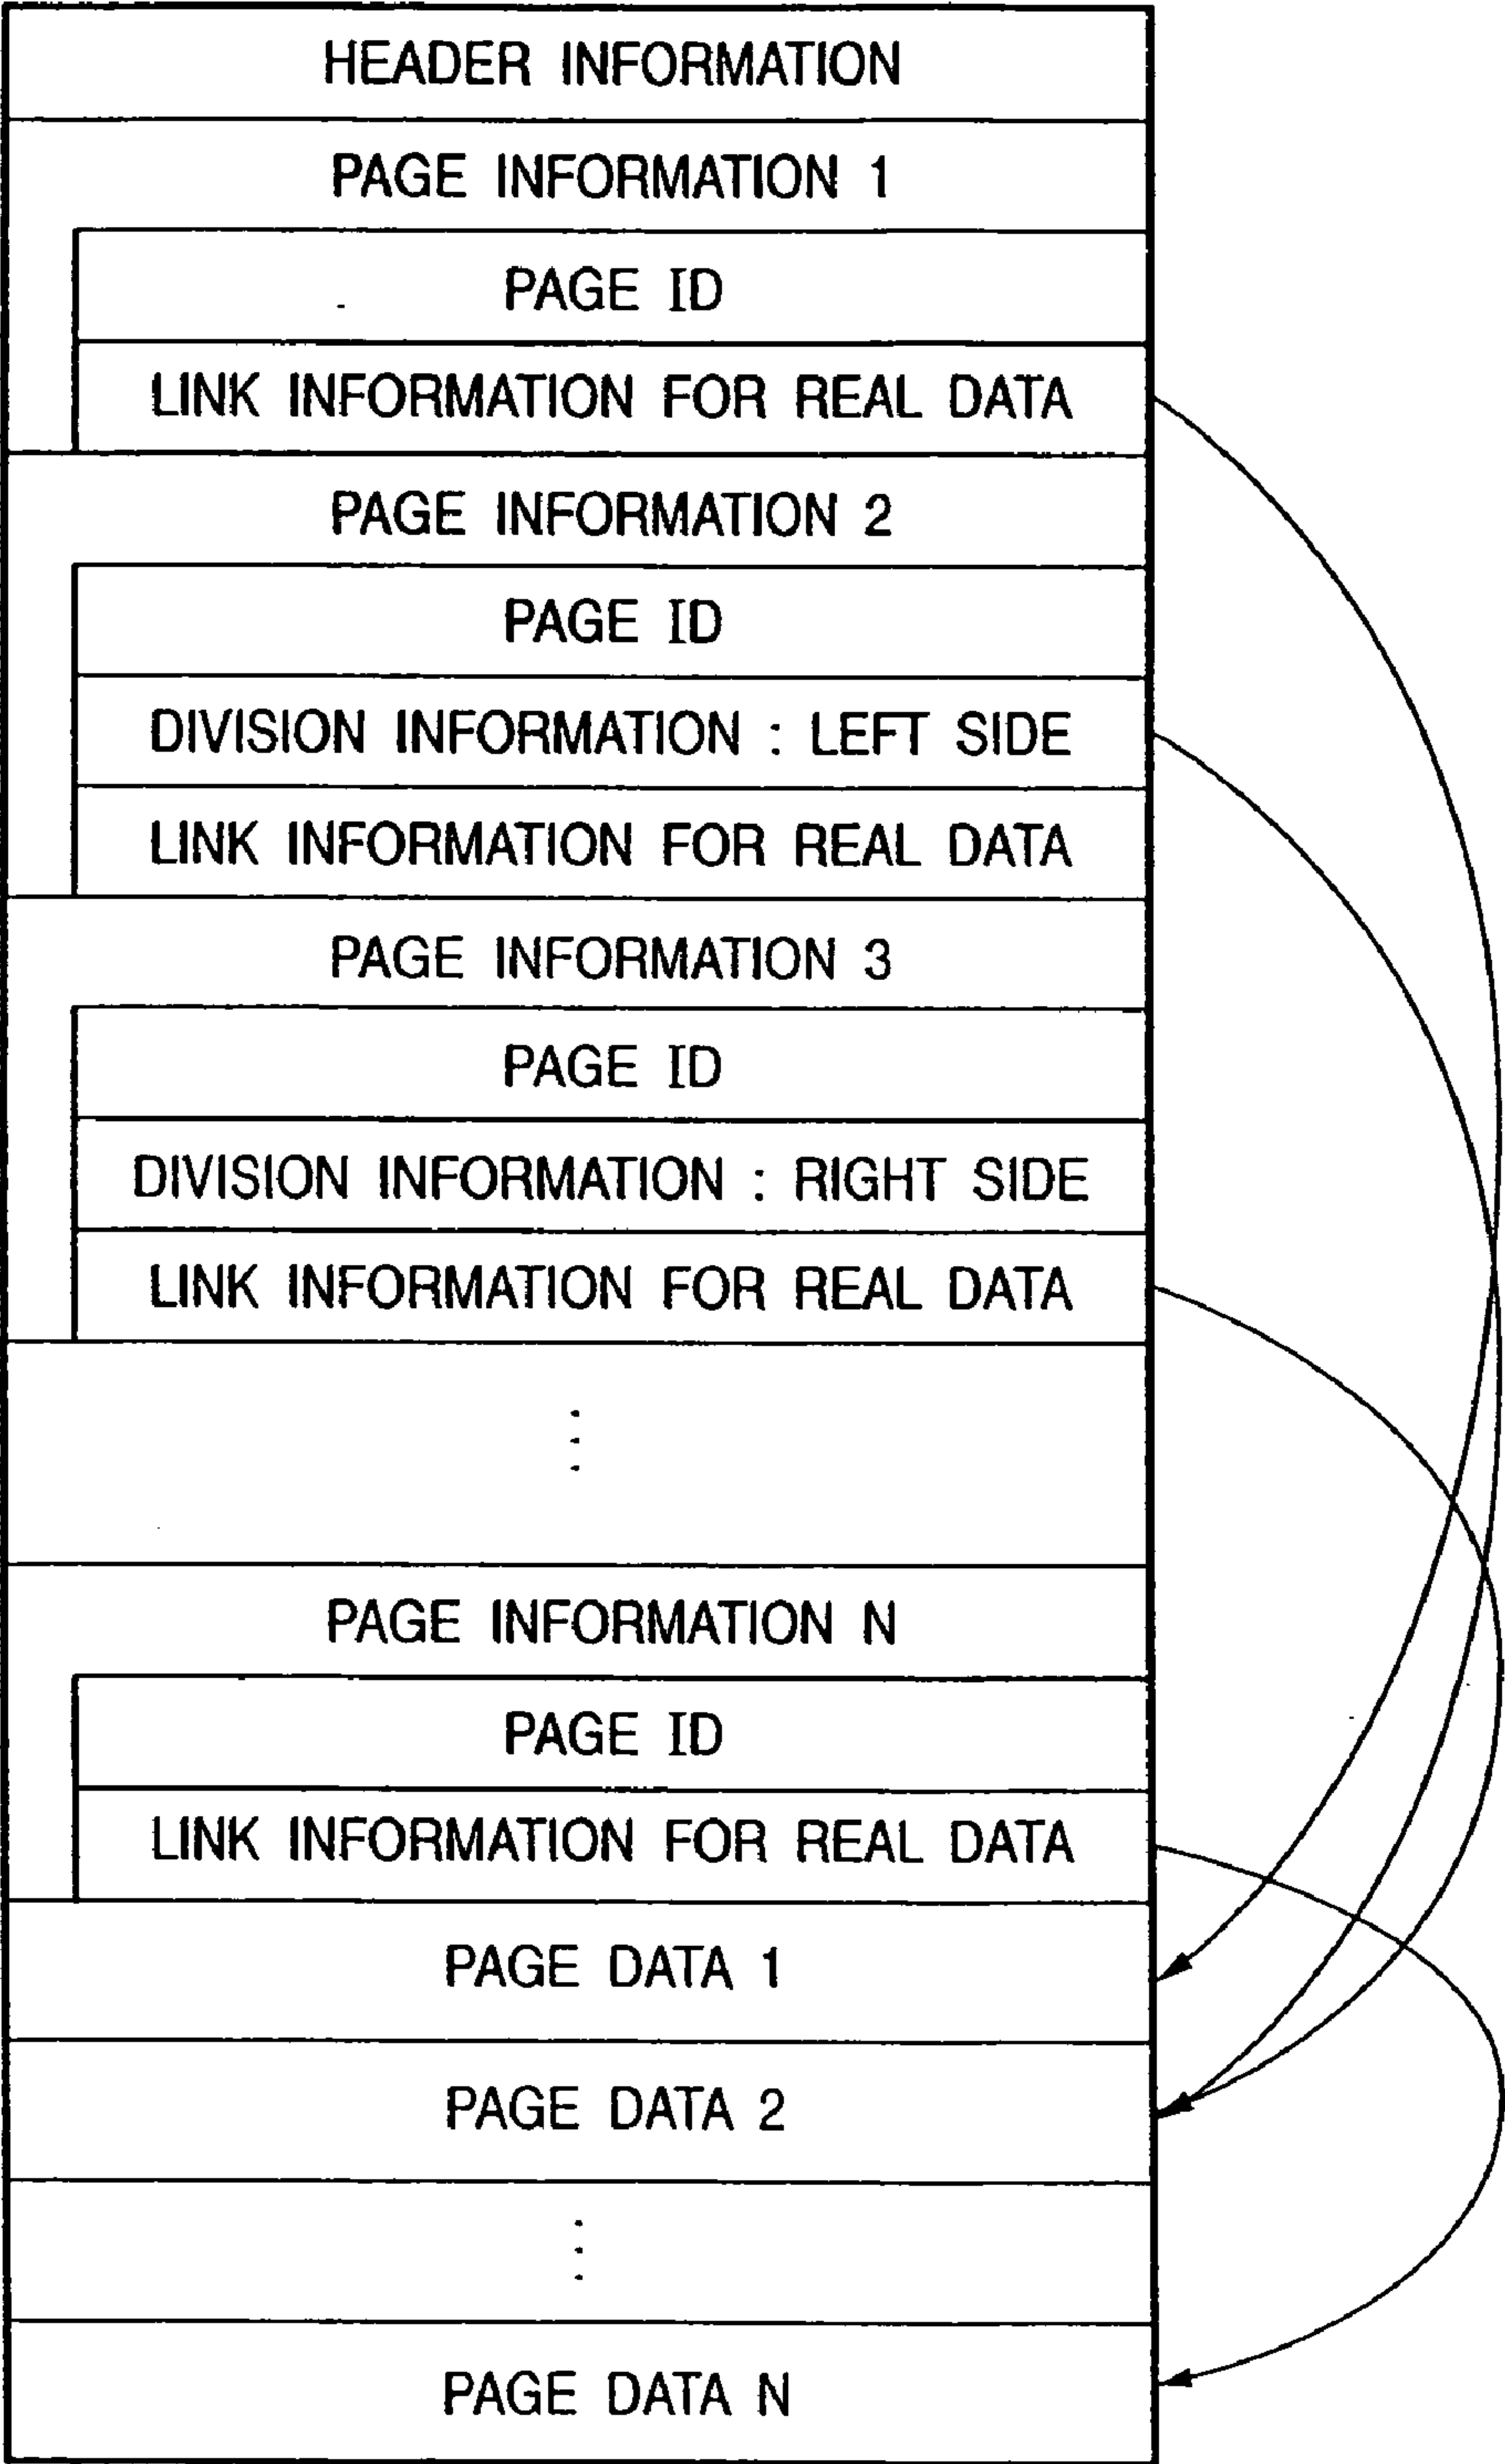 HEADER INFORMATION
PAGE INFORMATION 1
PAGE ID
LINK INFORMATION FOR REAL DATA
PAGE INFORMATION 2
PAGE ID
DIVISION INFORMATION : LEFT SIDE
LINK INFORMATION FOR REAL DATA
PAGE INFORMATION 3
PAGE ID
DIVISION INFORMATION : RIGHT SIDE
LINK INFORMATION FOR REAL DATA
PAGE INFORMATION N
PAGE ID
LINK INFORMATION FOR REAL DATA
PAGE DATA 1
PAGE DATA 2
PAGE DATA N